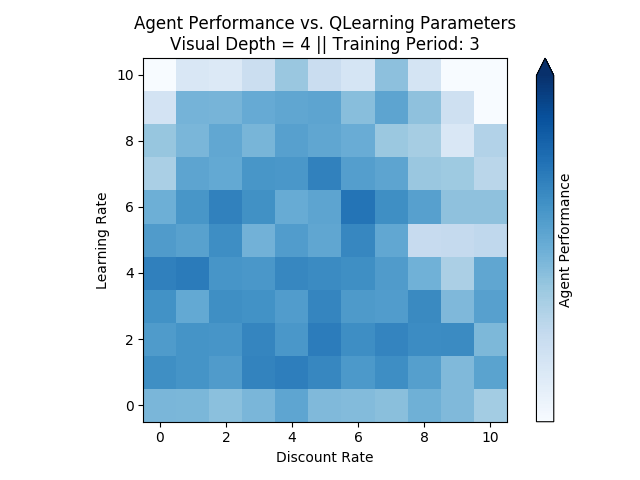 Agent Performance vs. QLearning Parameters
Visual Depth = 4 || Training Period: 3
10
8
6
4
2
0
Learning Rate
0 2 4 6 8 10
Discount Rate
Agent Performance